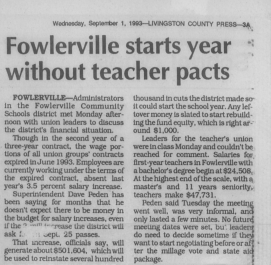 Wednesday, September 1, 1993—LIVINGSTON COUNTY PRESS—3A
Fowlerville starts year
without teacher pacts
FOWLERVILLE—Administrators
in the Fowlerville Community
Schools district met Monday after-
noon with union leaders to discuss
the district's financial situation.
Though in the second year of a
three-year contract, the wage por-
tions of all union groups' contracts
expired in June 1993. Employees are
currently working under the terms of
the expired contract, absent last
year's 3.5 percent salary increase.
Superintendent Dave Peden has
been saying for months that he
doesn't expect there to be money in
the budget for salary increases, even
if the increase the district will
ask Sept. 25 passes.
That increase, officials say, will
generate about $501,804, which will
be used to reinstate several hundred
thousand in cuts the district made so
it could start the school year. Any lef-
tover money is slated to start rebuild-
ing the fund equity, which is right ar-
ound $1,000.
Leaders for the teacher's union
were in class Monday and couldn't be
reached for comment. Salaries for
first-year teachers in Fowlerville with
a bachelor's degree begin at $24,508.
At the highest end of the scale, with a
master's and 11 years seniority,
teachers make $47,731.
Peden said Tuesday the meeting
went well, was very informal, and
only lasted a few minutes. No future
meeting dates were set, but leaders
do need to decide sometime if they
want to start negotiating before or af-
ter the millage vote and state aid
package.